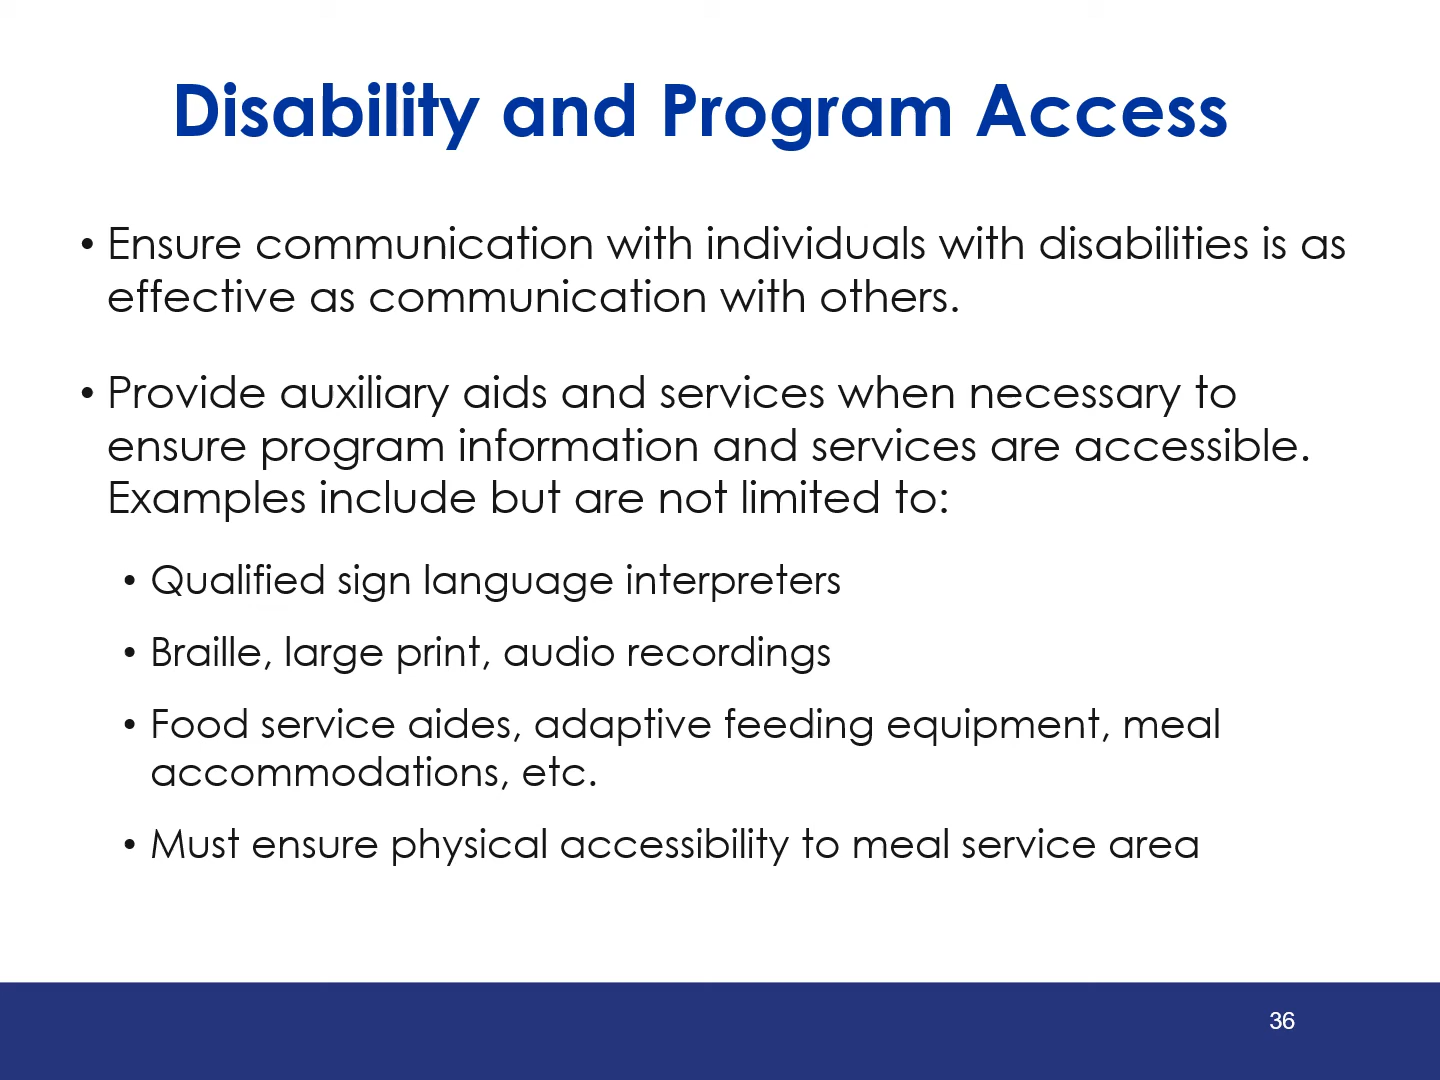 Disability and Program Access
• Ensure communication with individuals with disabilities is as
effective as communication with others.
• Provide auxiliary aids and services when necessary to
ensure program information and services are accessible.
Examples include but are not limited to:
• Qualified sign language interpreters
• Braille, large print, audio recordings
• Food service aides, adaptive feeding equipment, meal
accommodations, etc.
• Must ensure physical accessibility to meal service area
36